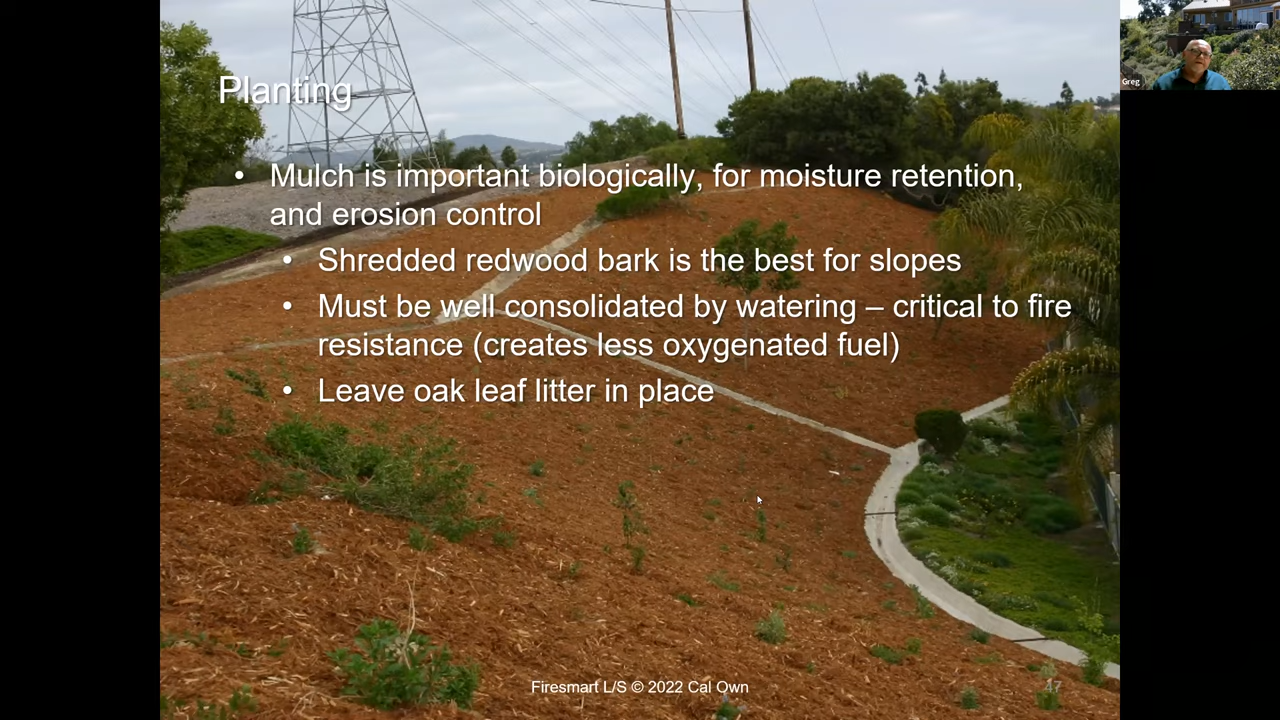 Planting
• Mulch is important biologically, for moisture retention,
and erosion control
• Shredded redwood bark is the best for slopes
• Must be well consolidated by watering – critical to fire
resistance (creates less oxygenated fuel)
• Leave oak leaf litter in place
Firesmart L/S © 2022 Cal Own
47
Greg